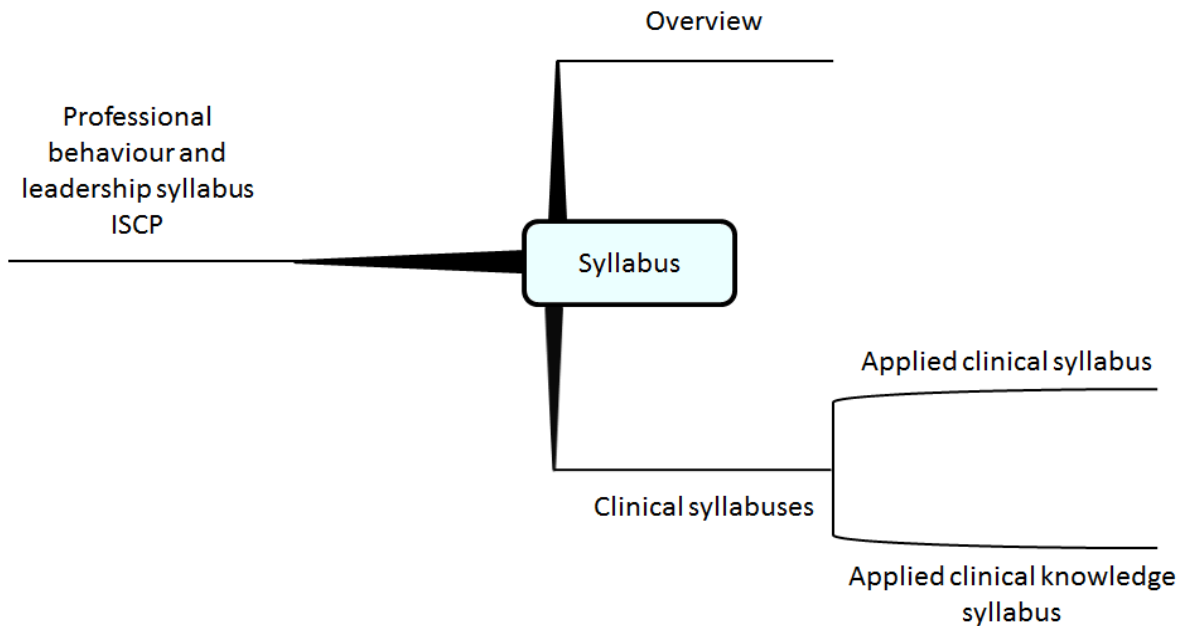 Overview
Professional
behaviour and
leadership syllabus
ISCP
Syllabus
Applied clinical syllabus
Clinical syllabuses
Applied clinical knowledge
syllabus